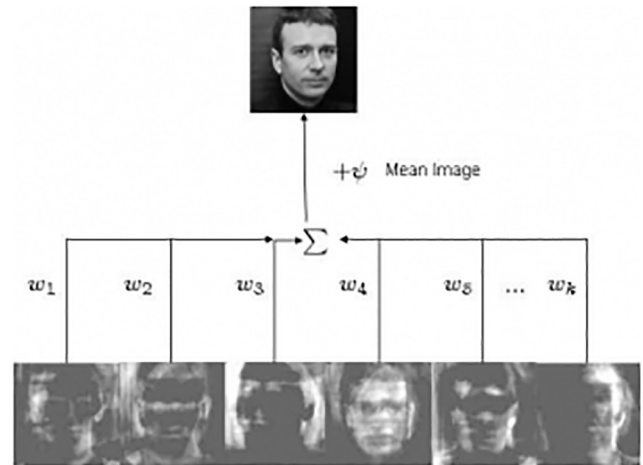 +ψ Mean Image
Σ
w₁ w₂ w₃ w₄ w₅ ... wₖ